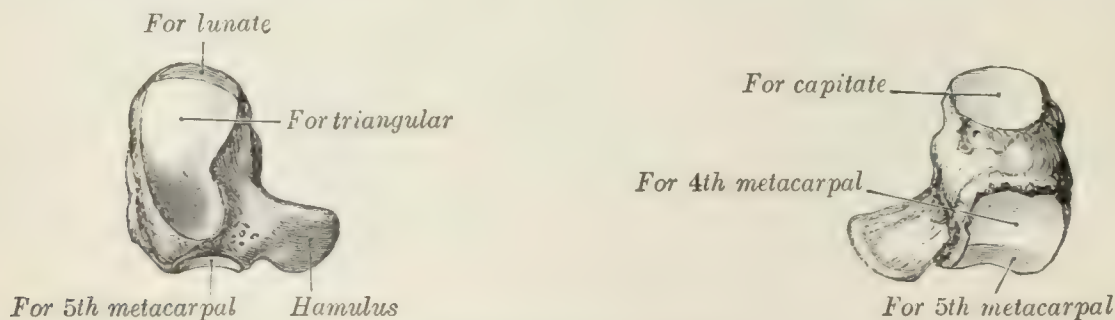 For lunate
For triangular
For 5th metacarpal
Hamulus
For capitate
For 4th metacarpal
For 5th metacarpal